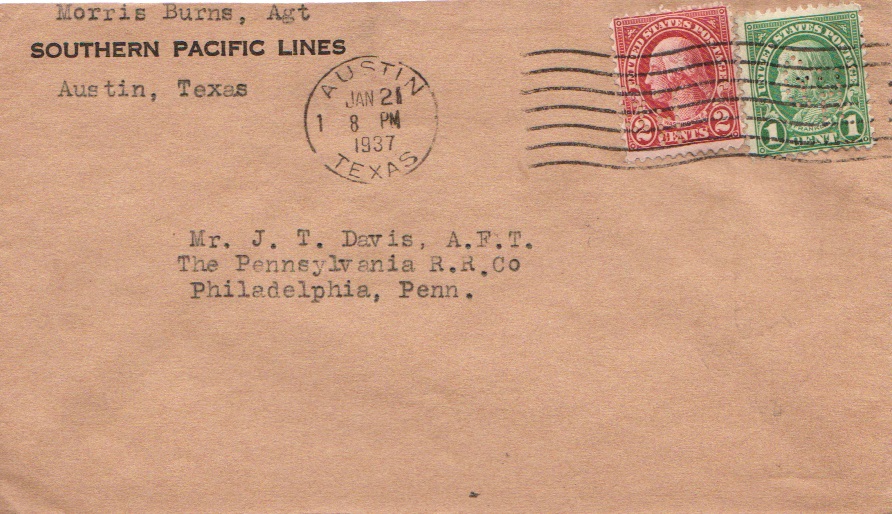 Morris Burns, Agt
SOUTHERN PACIFIC LINES
Austin, Texas
AUSTIN
JAN 21
1 8 PM
1937
TEXAS
UNITED STATES POSTAGE
2 CENTS 2
UNITED STATES POSTAGE
1 CENT 1
Mr. J. T. Davis, A.F.T.
The Pennsylvania R.R.Co
Philadelphia, Penn.